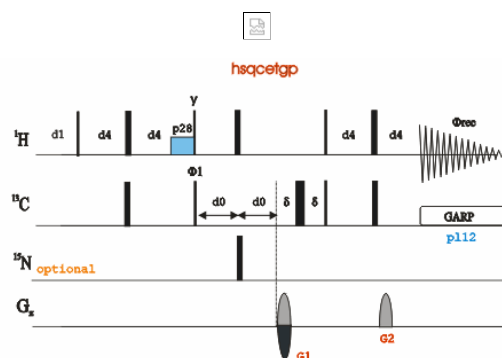 hsqcetgp
y
¹H d1 d4 d4 p28 d4 d4 Φrec
Φ1
¹³C d0 d0 δ δ GARP
pl12
¹⁵N
optional
Gz
G1 G2